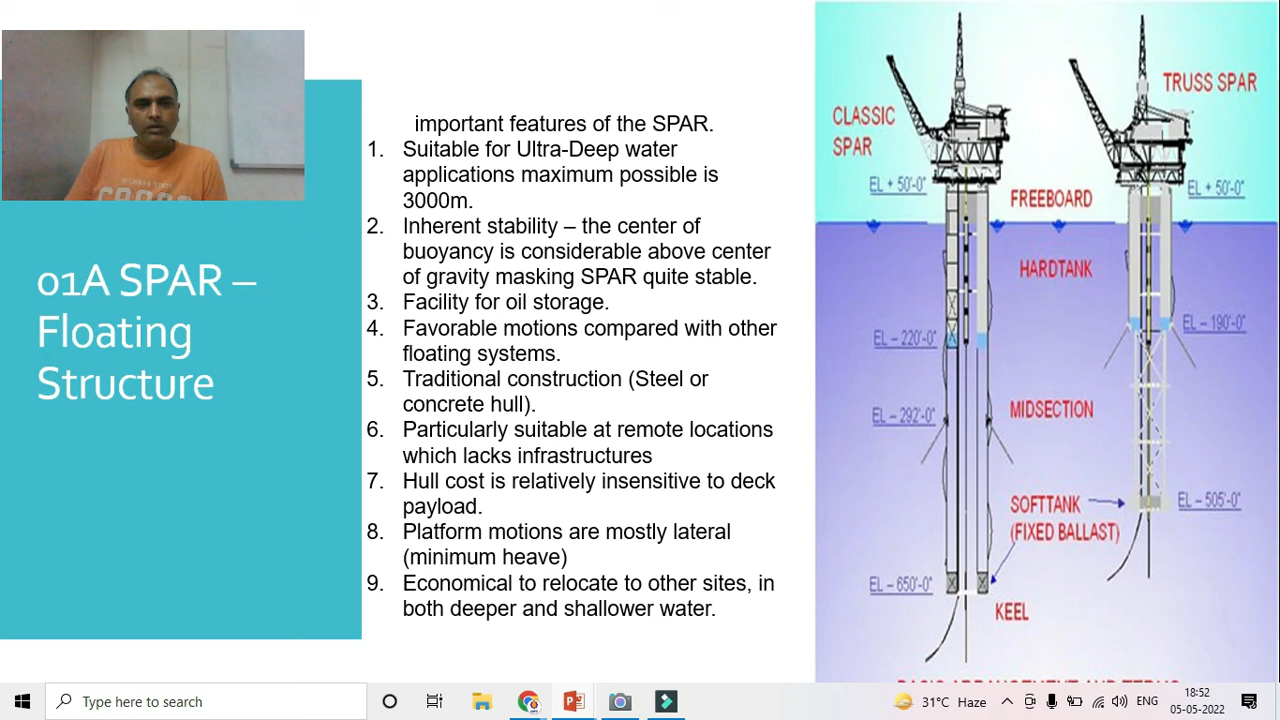 01A SPAR –
Floating
Structure
important features of the SPAR.
1. Suitable for Ultra-Deep water
applications maximum possible is
3000m.
2. Inherent stability – the center of
buoyancy is considerable above center
of gravity masking SPAR quite stable.
3. Facility for oil storage.
4. Favorable motions compared with other
floating systems.
5. Traditional construction (Steel or
concrete hull).
6. Particularly suitable at remote locations
which lacks infrastructures
7. Hull cost is relatively insensitive to deck
payload.
8. Platform motions are mostly lateral
(minimum heave)
9. Economical to relocate to other sites, in
both deeper and shallower water.
CLASSIC
SPAR
TRUSS SPAR
EL + 50'-0"
FREEBOARD
EL + 50'-0"
HARDTANK
EL – 220'-0"
EL – 190'-0"
EL – 292'-0"
MIDSECTION
SOFTTANK
(FIXED BALLAST)
EL – 505'-0"
EL – 650'-0"
KEEL
BASIC ARRANGEMENT AND TERMS
Type here to search
31°C Haze
ENG
18:52
05-05-2022